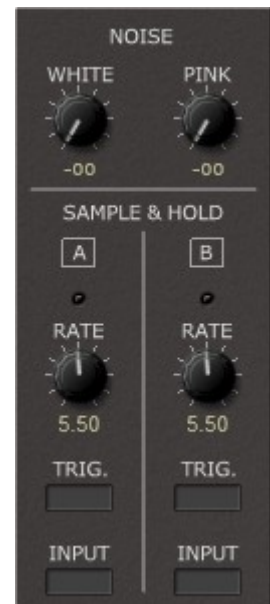 NOISE
WHITE PINK
-00 -00
SAMPLE & HOLD
A B
RATE RATE
5.50 5.50
TRIG. TRIG.
INPUT INPUT